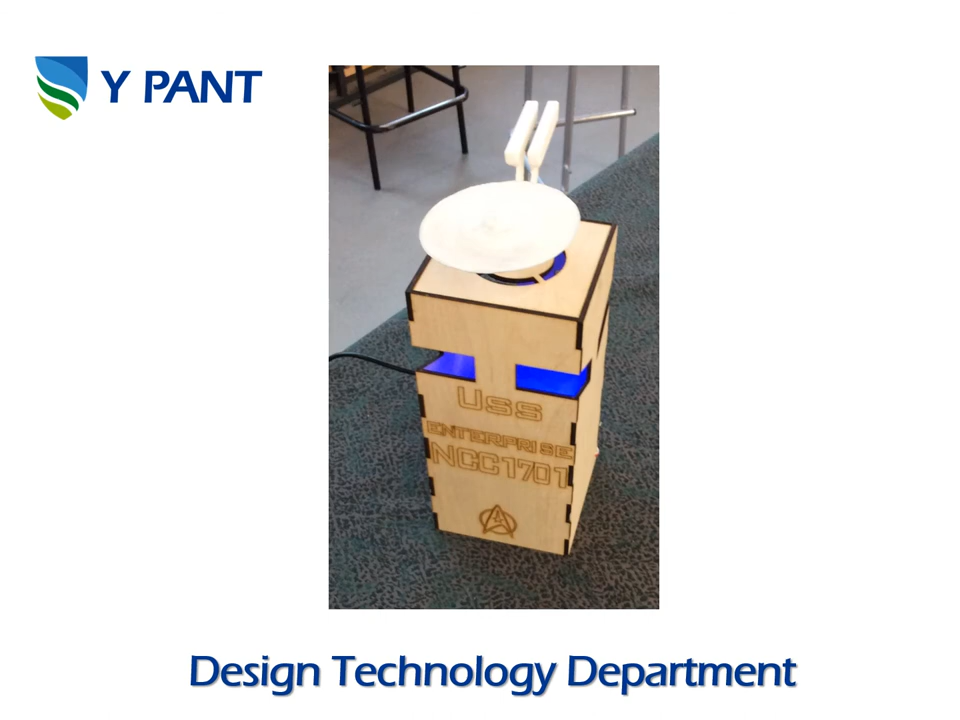 Y PANT
USS
ENTERPRISE
NCC1701
Design Technology Department